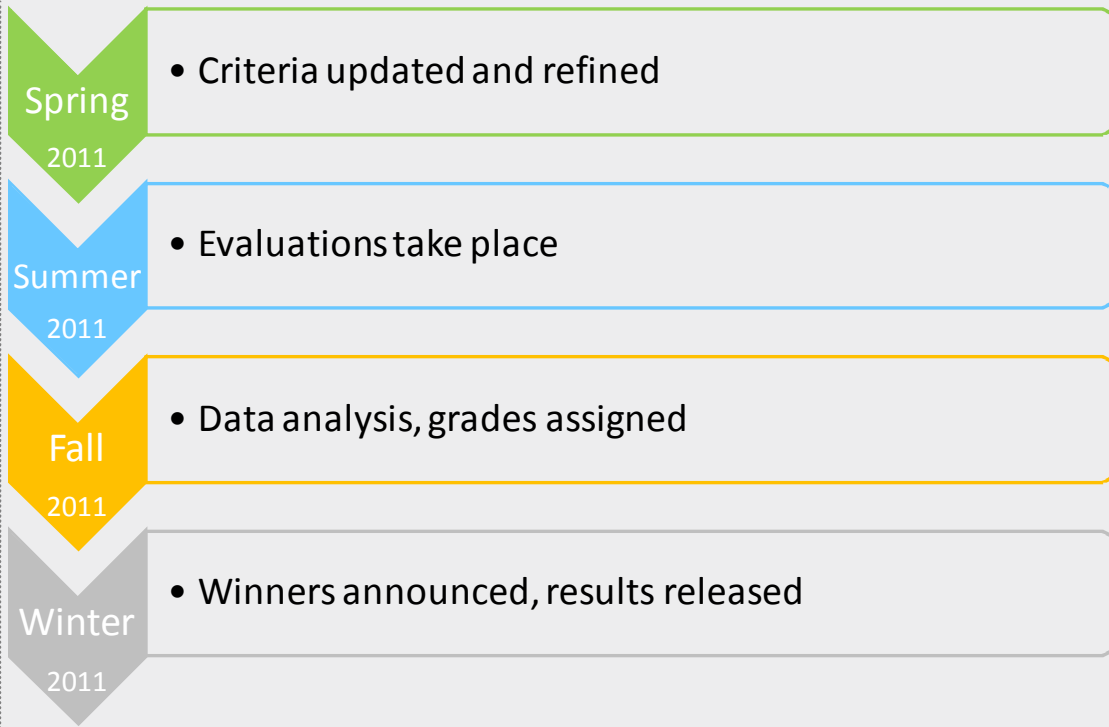 Spring
2011
• Criteria updated and refined
Summer
2011
• Evaluations take place
Fall
2011
• Data analysis, grades assigned
Winter
2011
• Winners announced, results released